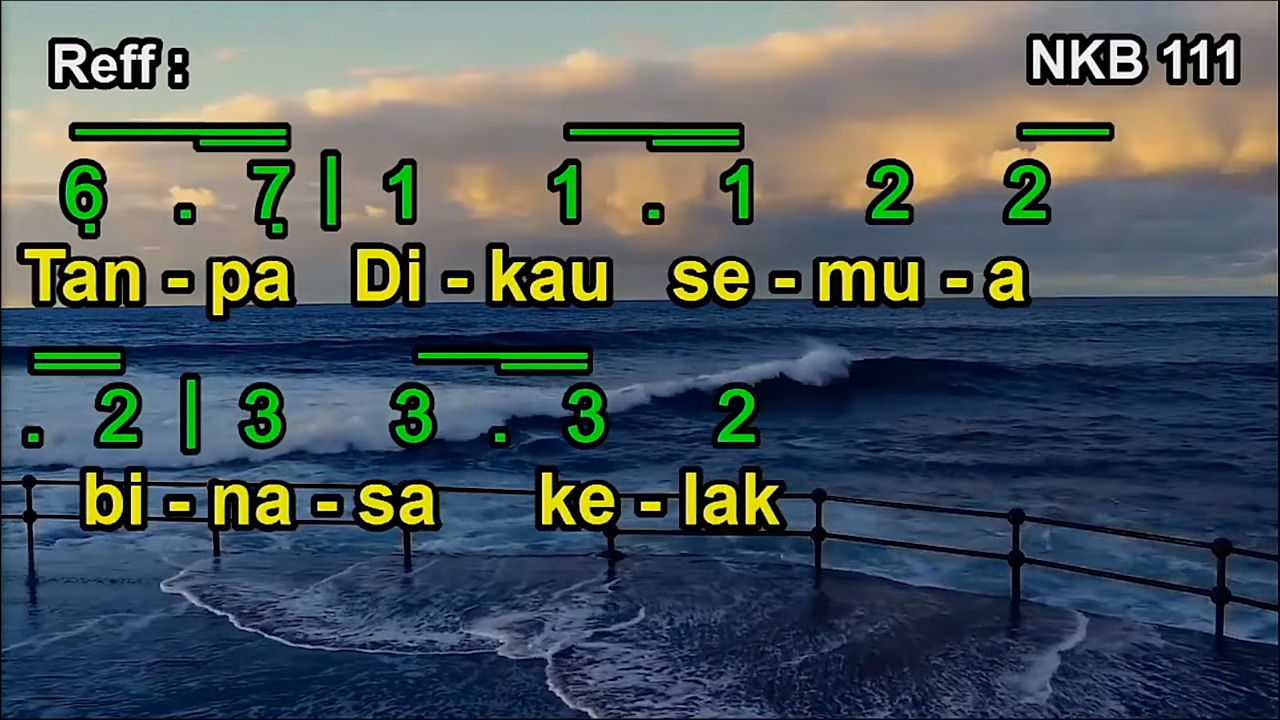 Reff : NKB 111
6̣ . 7̣ | 1 1 . 1 2 2
Tan - pa Di - kau se - mu - a
. 2 | 3 3 . 3 2
bi - na - sa ke - lak